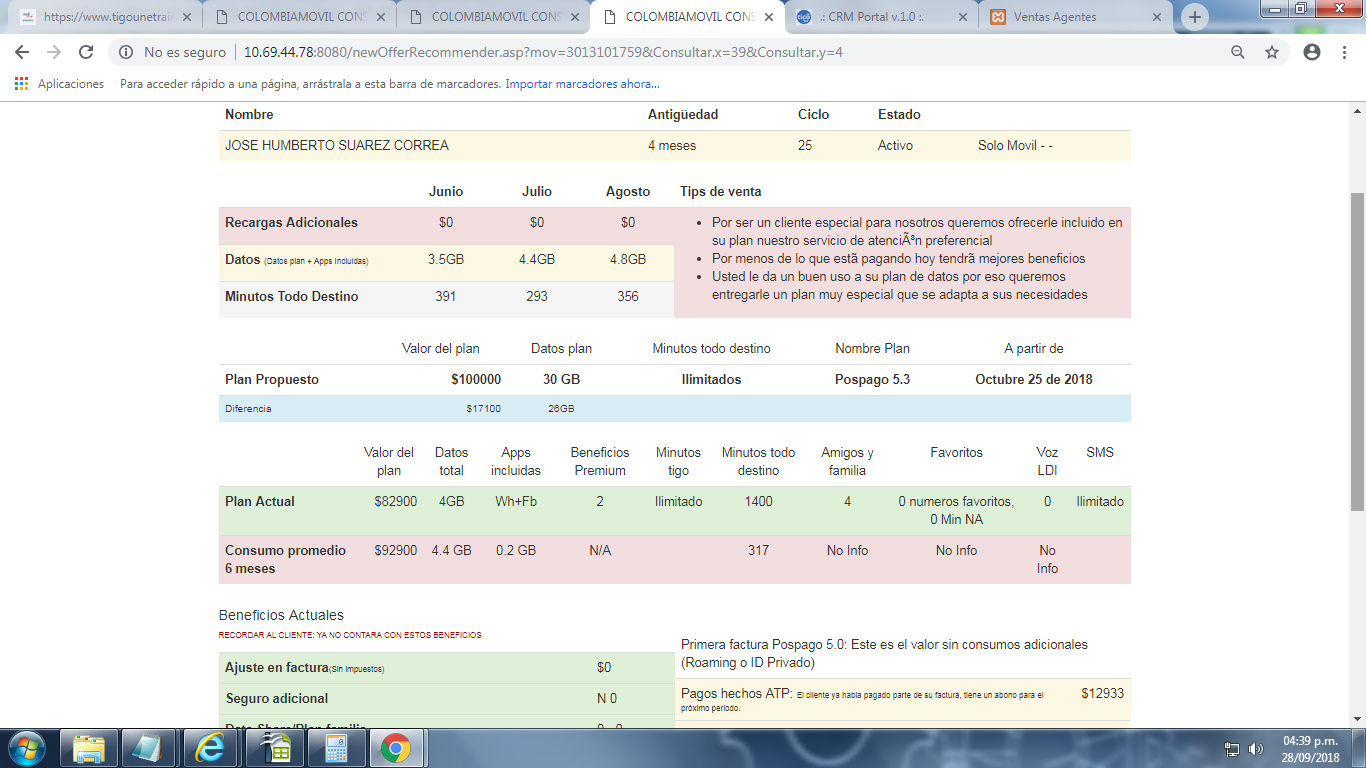 https://www.tigounetrain
COLOMBIAMOVIL CONS
COLOMBIAMOVIL CONS
COLOMBIAMOVIL CONS
.: CRM Portal v.1.0 :.
Ventas Agentes
No es seguro | 10.69.44.78:8080/newOfferRecommender.asp?mov=3013101759&Consultar.x=39&Consultar.y=4
Aplicaciones Para acceder rápido a una página, arrástrala a esta barra de marcadores. Importar marcadores ahora...
Nombre Antigüedad Ciclo Estado
JOSE HUMBERTO SUAREZ CORREA 4 meses 25 Activo Solo Movil - -
Junio Julio Agosto Tips de venta
Recargas Adicionales $0 $0 $0
Datos (Datos plan + Apps Incluidas) 3.5GB 4.4GB 4.8GB
Minutos Todo Destino 391 293 356
Por ser un cliente especial para nosotros queremos ofrecerle incluido en
su plan nuestro servicio de atenciÃ³n preferencial
Por menos de lo que estã pagando hoy tendrã mejores beneficios
Usted le da un buen uso a su plan de datos por eso queremos
entregarle un plan muy especial que se adapta a sus necesidades
Valor del plan Datos plan Minutos todo destino Nombre Plan A partir de
Plan Propuesto $100000 30 GB Ilimitados Pospago 5.3 Octubre 25 de 2018
Diferencia $17100 26GB
Valor del plan Datos total Apps incluidas Beneficios Premium Minutos tigo Minutos todo destino Amigos y familia Favoritos Voz LDI SMS
Plan Actual $82900 4GB Wh+Fb 2 Ilimitado 1400 4 0 numeros favoritos, 0 Min NA 0 Ilimitado
Consumo promedio 6 meses $92900 4.4 GB 0.2 GB N/A 317 No Info No Info No Info
Beneficios Actuales
RECORDAR AL CLIENTE: YA NO CONTARA CON ESTOS BENEFICIOS
Ajuste en factura(Sin impuestos) $0
Seguro adicional N 0
Data Share/Plan familia 0 - 0
Primera factura Pospago 5.0: Este es el valor sin consumos adicionales
(Roaming o ID Privado)
Pagos hechos ATP: El cliente ya habia pagado parte de su factura, tiene un abono para el
próximo periodo. $12933
04:39 p.m.
28/09/2018